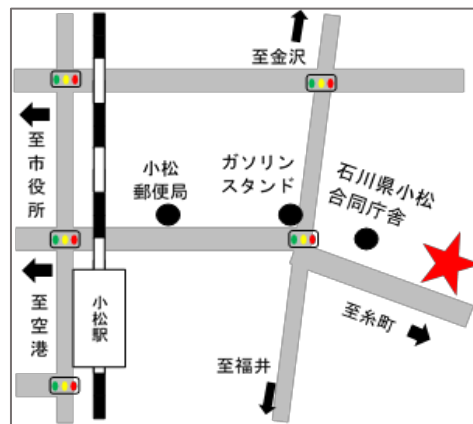 至金沢
至市役所
小松
郵便局
ガソリン
スタンド
石川県小松
合同庁舎
至空港
小松駅
至糸町
至福井